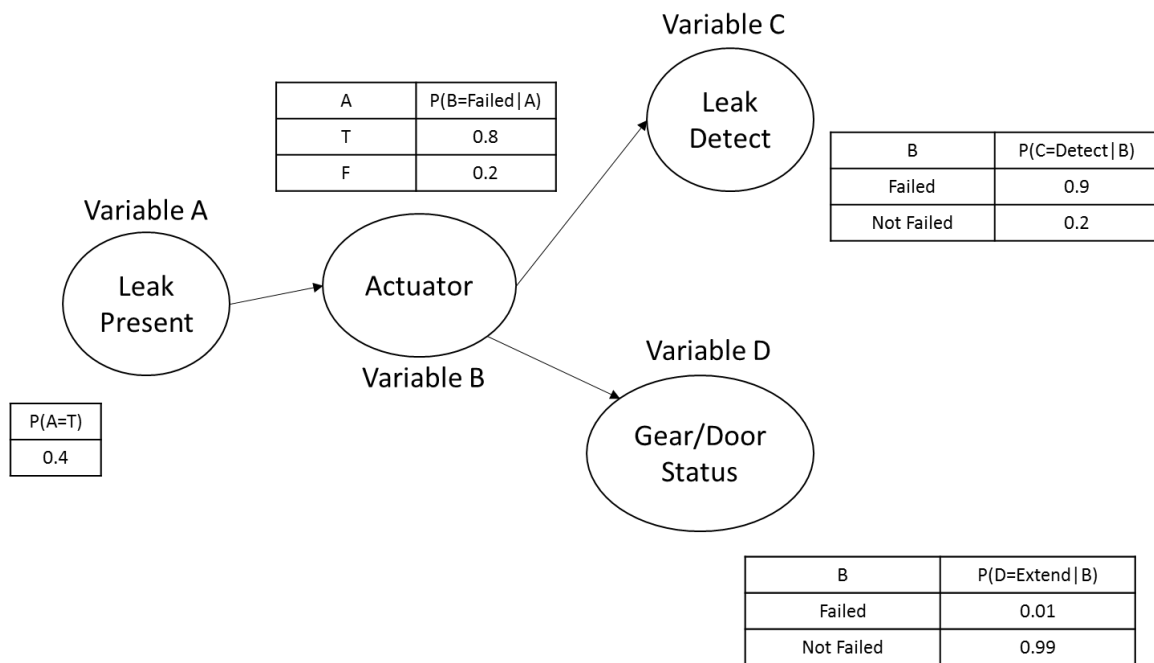 Variable C
Leak
Detect
A P(B=Failed|A)
T 0.8
F 0.2
B P(C=Detect|B)
Failed 0.9
Not Failed 0.2
Variable A
Leak
Present
Actuator
Variable B
P(A=T)
0.4
Variable D
Gear/Door
Status
B P(D=Extend|B)
Failed 0.01
Not Failed 0.99